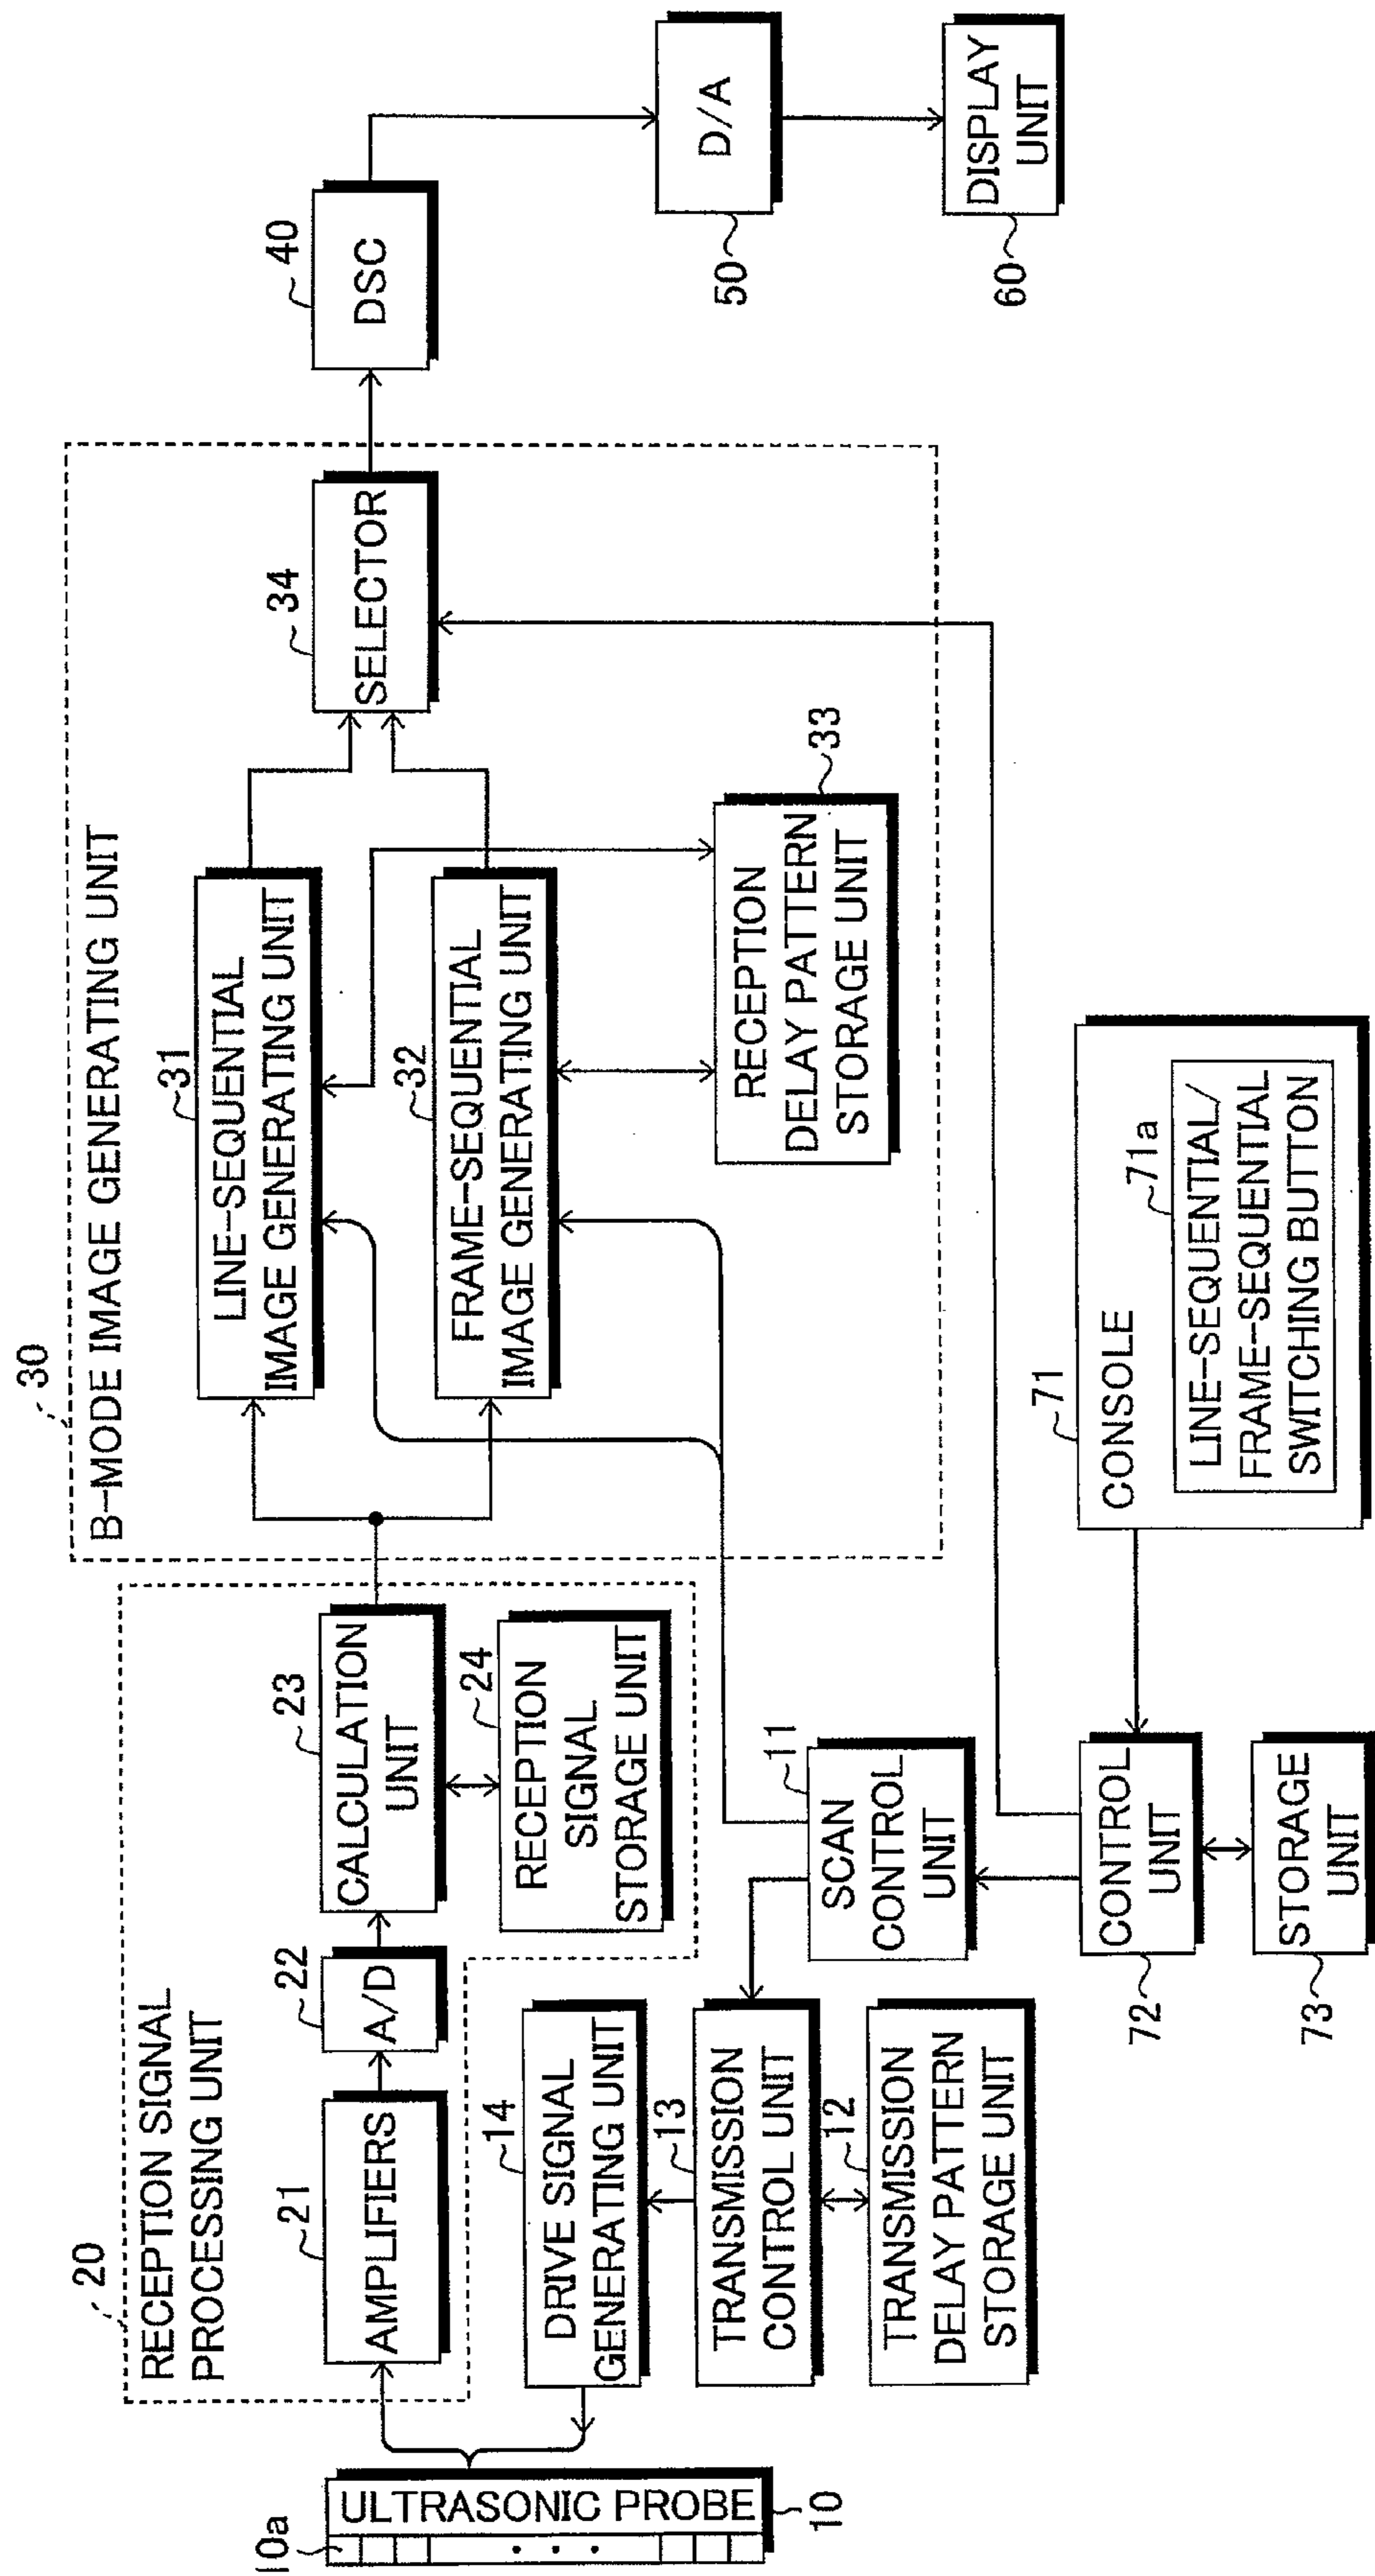 20
RECEPTION SIGNAL
PROCESSING UNIT
21
AMPLIFIERS
22
A/D
23
CALCULATION
UNIT
24
RECEPTION
SIGNAL
STORAGE UNIT
30
B-MODE IMAGE GENERATING UNIT
31
LINE-SEQUENTIAL
IMAGE GENERATING UNIT
32
FRAME-SEQUENTIAL
IMAGE GENERATING UNIT
33
RECEPTION
DELAY PATTERN
STORAGE UNIT
34
SELECTOR
40
DSC
D/A
50
DISPLAY
UNIT
60
10a
ULTRASONIC PROBE
10
14
DRIVE SIGNAL
GENERATING UNIT
13
TRANSMISSION
CONTROL UNIT
12
TRANSMISSION
DELAY PATTERN
STORAGE UNIT
11
SCAN
CONTROL
UNIT
CONTROL
UNIT
72
STORAGE
UNIT
73
71
CONSOLE
71a
LINE-SEQUENTIAL/
FRAME-SEQUENTIAL
SWITCHING BUTTON